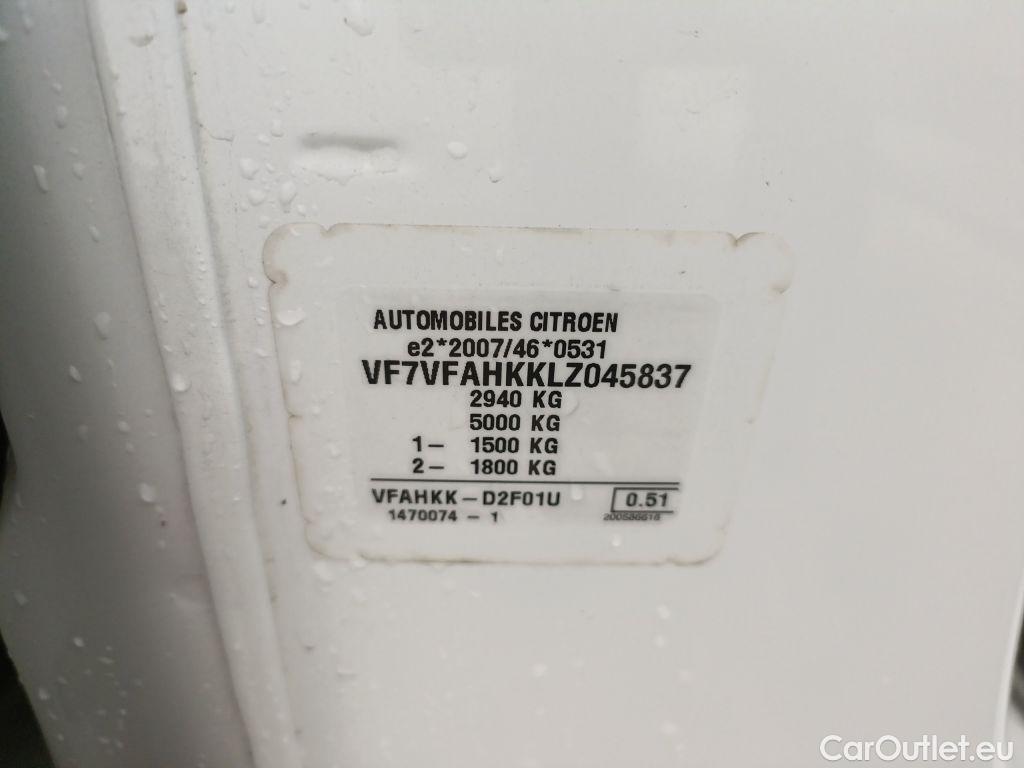 AUTOMOBILES CITROEN
e2*2007/46*0531
VF7VFAHKKLZ045837
2940 KG
5000 KG
1- 1500 KG
2- 1800 KG
VFAHKK-D2F01U 0.51
1470074-1 200586616
CarOutlet.eu